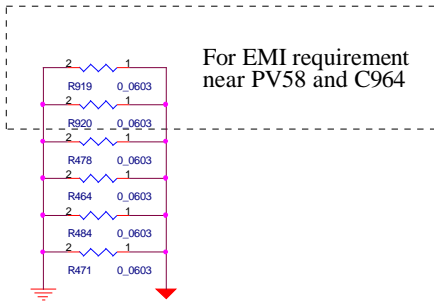 For EMI requirement
near PV58 and C964
2 1
R919 0_0603
2 1
R920 0_0603
2 1
R478 0_0603
2 1
R464 0_0603
2 1
R484 0_0603
2 1
R471 0_0603